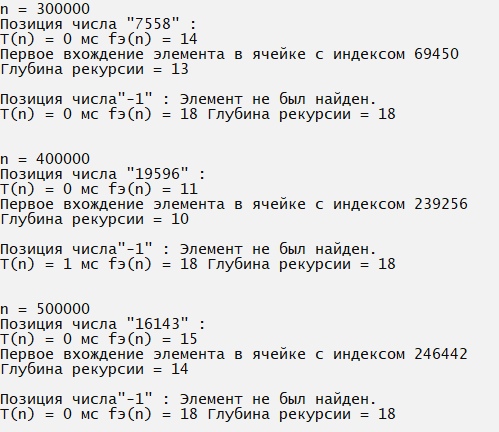 n = 300000
Позиция числа "7558" :
T(n) = 0 мс fэ(n) = 14
Первое вхождение элемента в ячейке с индексом 69450
Глубина рекурсии = 13
Позиция числа"-1" : Элемент не был найден.
T(n) = 0 мс fэ(n) = 18 Глубина рекурсии = 18
n = 400000
Позиция числа "19596" :
T(n) = 0 мс fэ(n) = 11
Первое вхождение элемента в ячейке с индексом 239256
Глубина рекурсии = 10
Позиция числа"-1" : Элемент не был найден.
T(n) = 1 мс fэ(n) = 18 Глубина рекурсии = 18
n = 500000
Позиция числа "16143" :
T(n) = 0 мс fэ(n) = 15
Первое вхождение элемента в ячейке с индексом 246442
Глубина рекурсии = 14
Позиция числа"-1" : Элемент не был найден.
T(n) = 0 мс fэ(n) = 18 Глубина рекурсии = 18